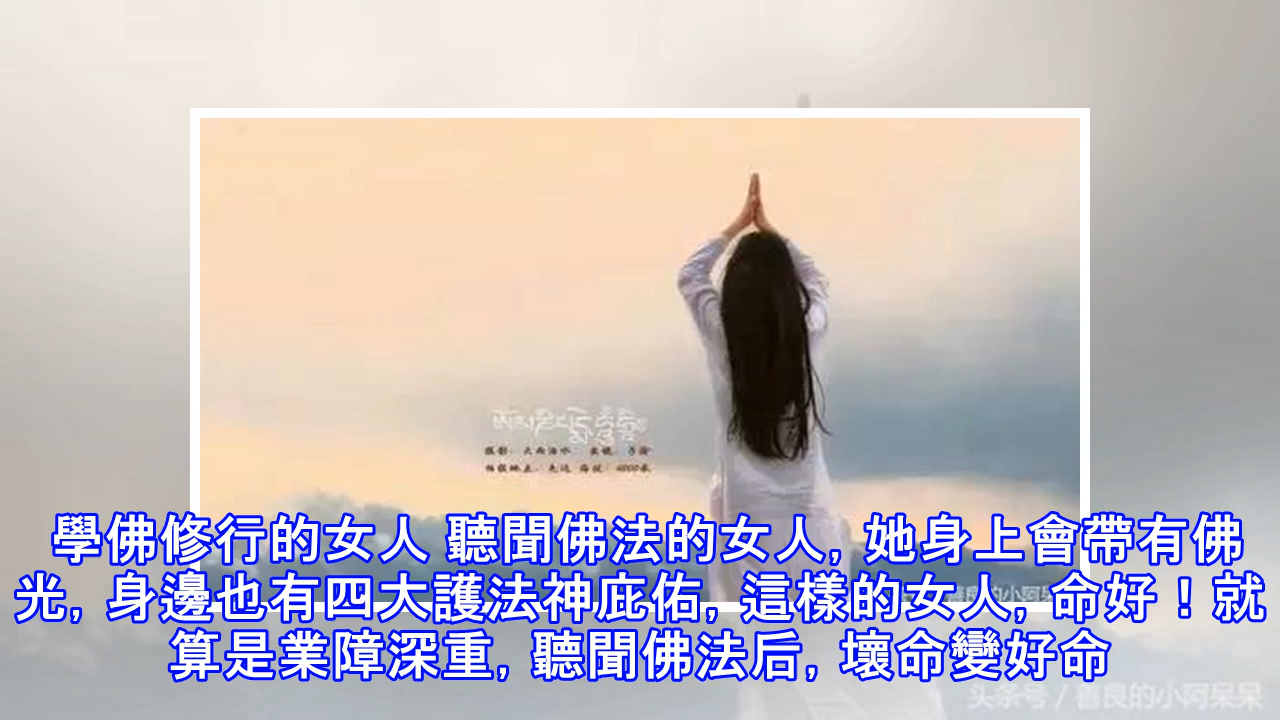 學佛修行的女人 聽聞佛法的女人, 她身上會帶有佛
光, 身邊也有四大護法神庇佑, 這樣的女人, 命好！就
算是業障深重, 聽聞佛法后, 壞命變好命
头条号 / 善良的小阿呆呆